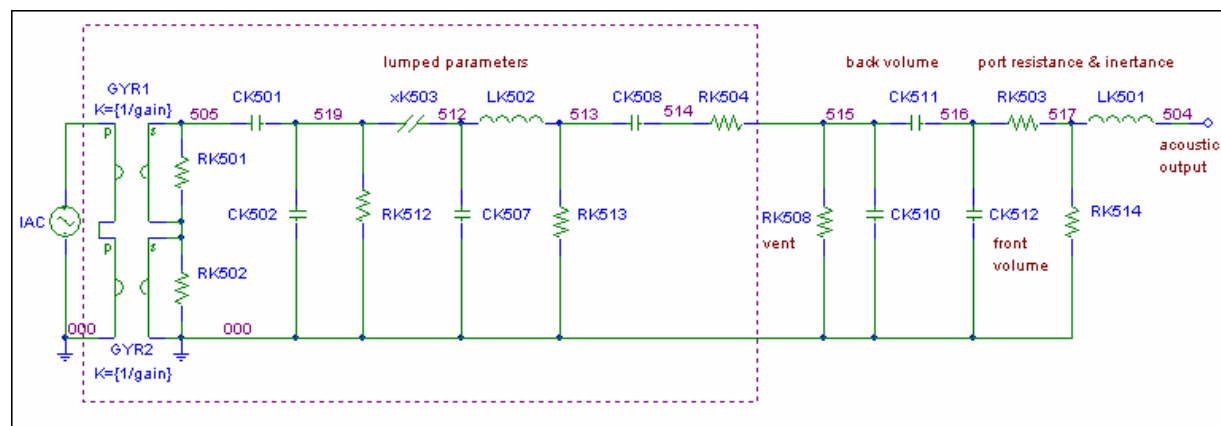 lumped parameters
back volume
port resistance & inertance
GYR1
K={1/gain}
CK501
xK503
LK502
CK508
RK504
CK511
RK503
LK501
505
519
512
513
514
515
516
517
504
p
s
acoustic
output
RK501
IAC
CK502
RK512
CK507
RK513
RK508
CK510
CK512
RK514
vent
front
volume
p
s
RK502
000
000
GYR2
K={1/gain}